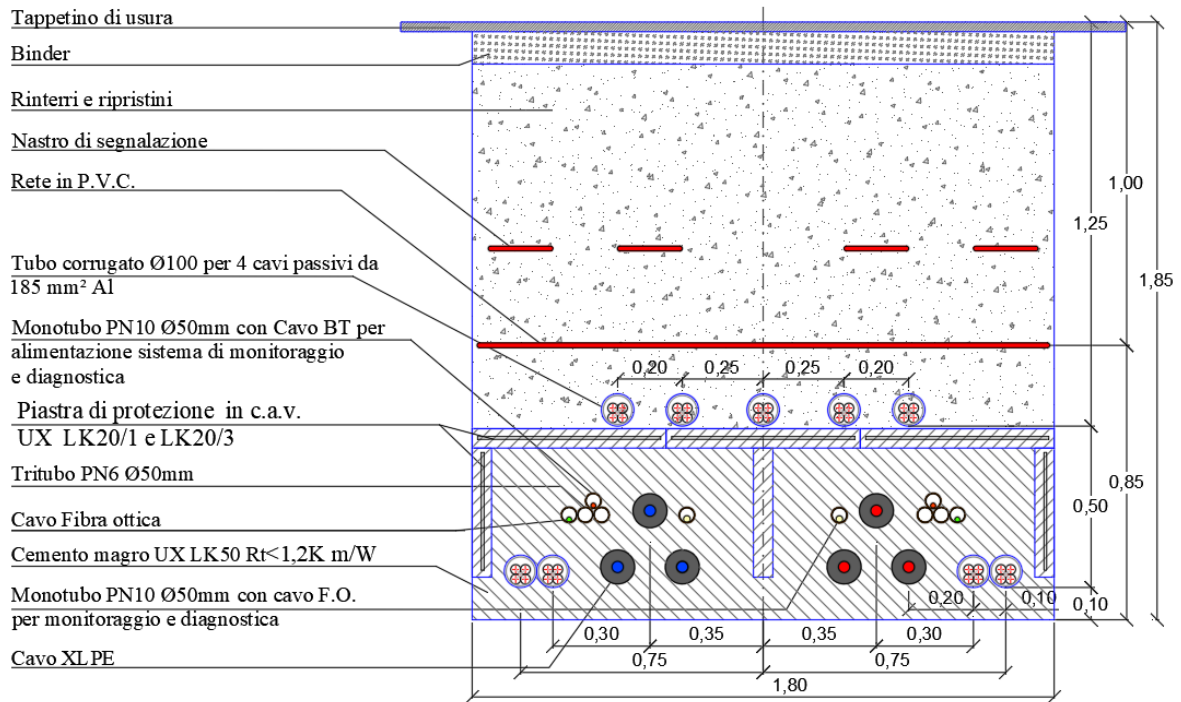 Tappetino di usura
Binder
Rinterri e ripristini
Nastro di segnalazione
Rete in P.V.C.
Tubo corrugato Ø100 per 4 cavi passivi da
185 mm² Al
Monotubo PN10 Ø50mm con Cavo BT per
alimentazione sistema di monitoraggio
e diagnostica
Piastra di protezione in c.a.v.
UX LK20/1 e LK20/3
Tritubo PN6 Ø50mm
Cavo Fibra ottica
Cemento magro UX LK50 Rt<1,2K m/W
Monotubo PN10 Ø50mm con cavo F.O.
per monitoraggio e diagnostica
Cavo XLPE
1,00
1,25
1,85
0,20 0,25 0,25 0,20
0,85
0,50
0,20 0,10 0,10
0,30 0,35 0,35 0,30
0,75 0,75
1,80